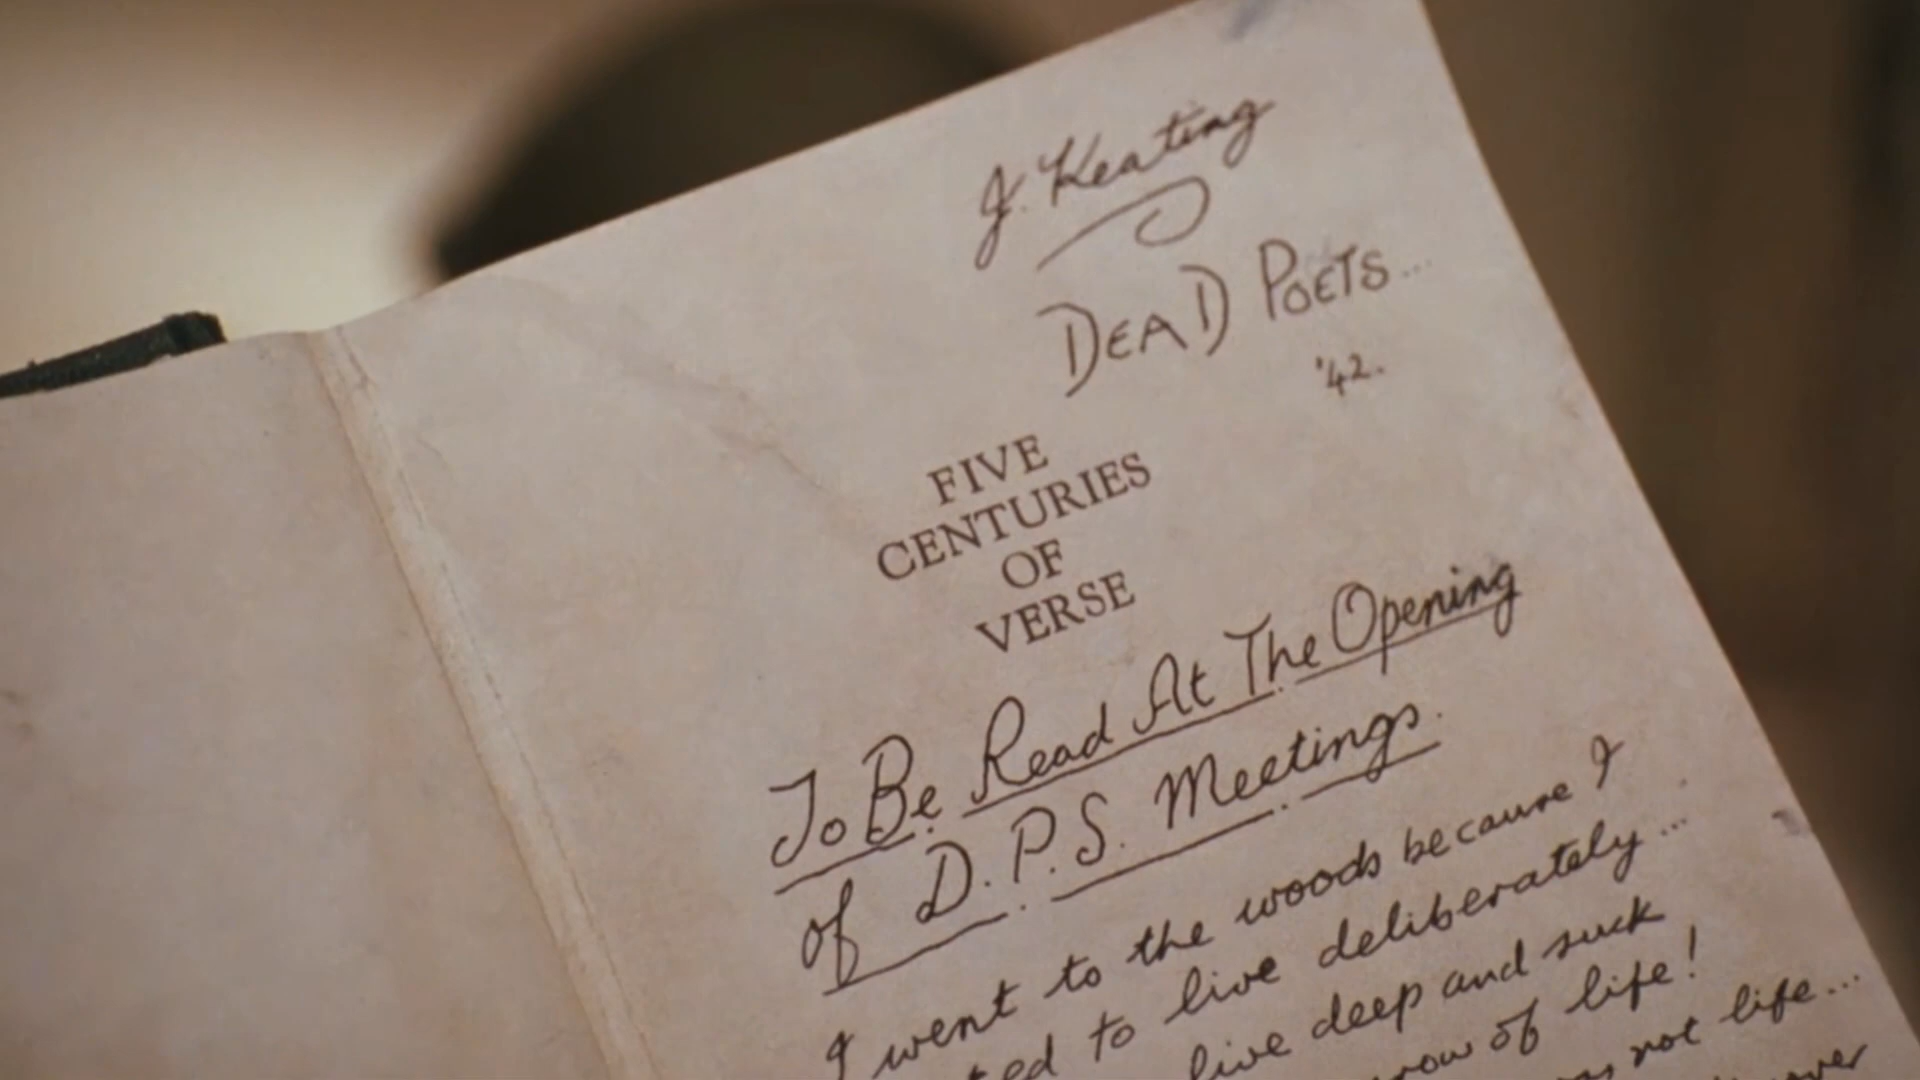 J. Keating
DEAD POETS...
'42.
FIVE
CENTURIES
OF
VERSE
To Be Read At The Opening
of D.P.S. Meetings.
I went to the woods because I
to live deliberately...
live deep and suck
of life!
not life...